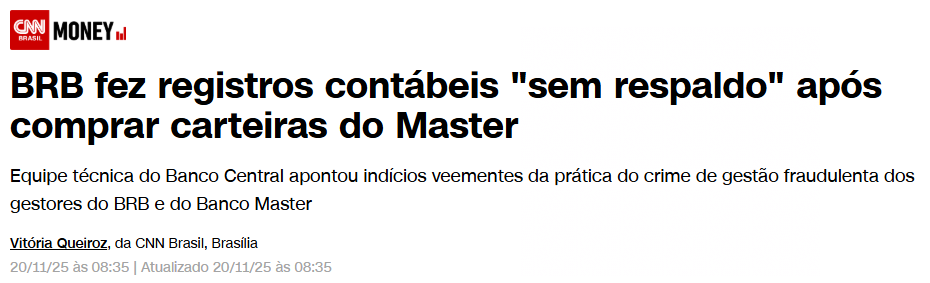 CNN
BRASIL
MONEY
BRB fez registros contábeis "sem respaldo" após
comprar carteiras do Master
Equipe técnica do Banco Central apontou indícios veementes da prática do crime de gestão fraudulenta dos
gestores do BRB e do Banco Master
Vitória Queiroz, da CNN Brasil, Brasília
20/11/25 às 08:35 | Atualizado 20/11/25 às 08:35